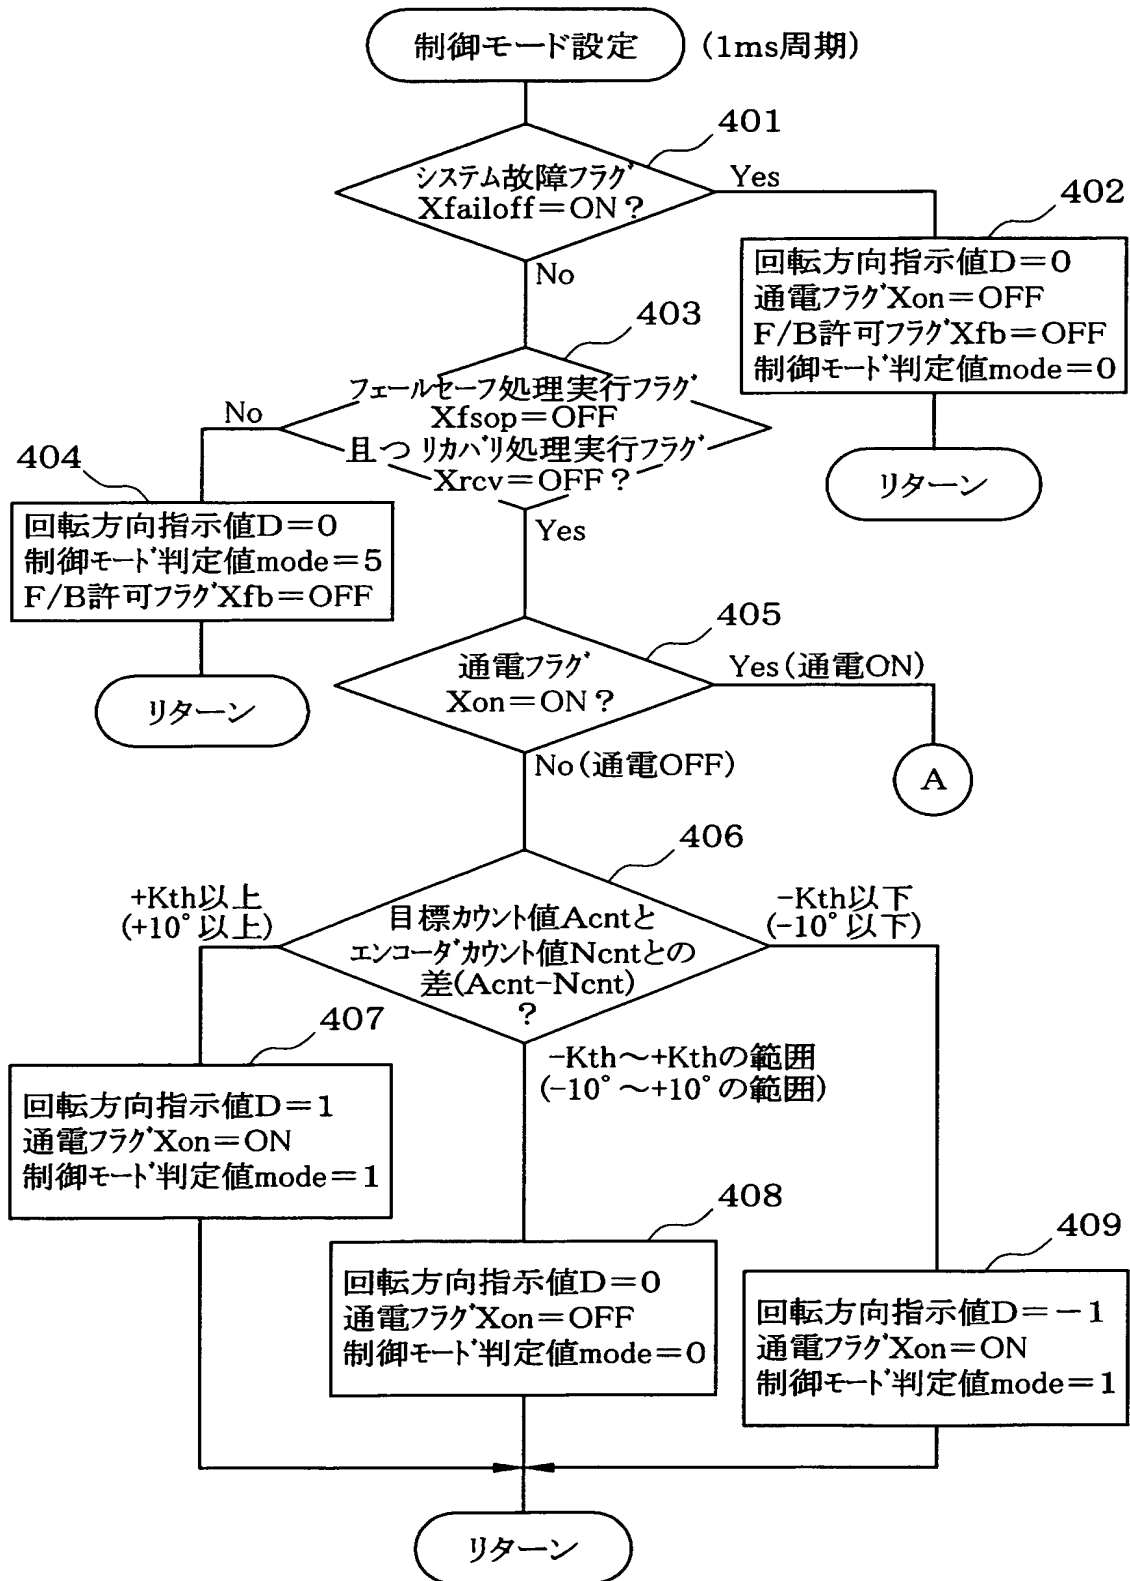 制御モード設定 (1ms周期)
401
システム故障フラグ
Xfailoff=ON?
Yes
402
回転方向指示値D=0
通電フラグXon=OFF
F/B許可フラグXfb=OFF
制御モード判定値mode=0
リターン
No
403
フェールセーフ処理実行フラグ
Xfsop=OFF
且つ リカバリ処理実行フラグ
Xrcv=OFF?
No
404
回転方向指示値D=0
制御モード判定値mode=5
F/B許可フラグXfb=OFF
リターン
Yes
405
通電フラグ
Xon=ON?
Yes(通電ON)
A
No(通電OFF)
406
目標カウント値Acntと
エンコーダカウント値Ncntとの
差(Acnt-Ncnt)
?
+Kth以上
(+10°以上)
-Kth以下
(-10°以下)
407
回転方向指示値D=1
通電フラグXon=ON
制御モード判定値mode=1
-Kth～+Kthの範囲
(-10°～+10°の範囲)
408
回転方向指示値D=0
通電フラグXon=OFF
制御モード判定値mode=0
409
回転方向指示値D=-1
通電フラグXon=ON
制御モード判定値mode=1
リターン